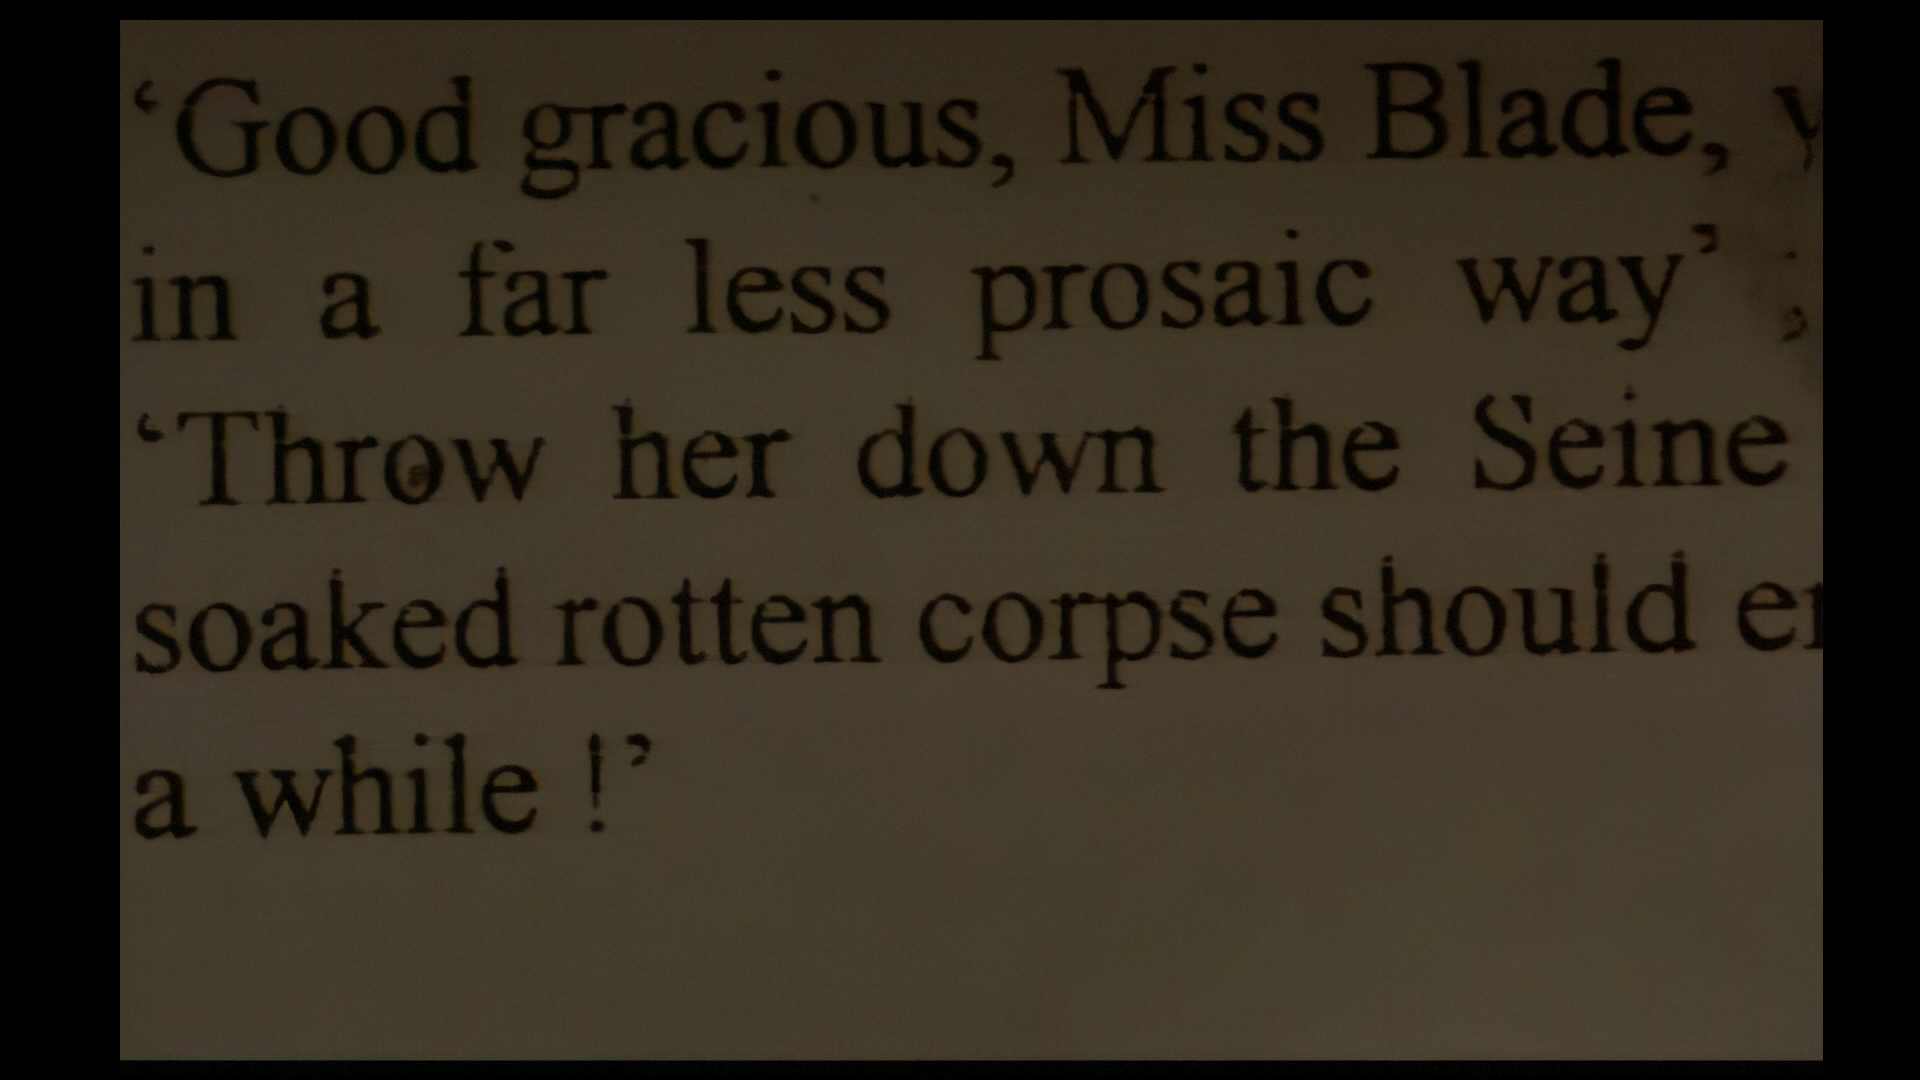 ‘Good gracious, Miss Blade,
in a far less prosaic way’ ;
‘Throw her down the Seine
soaked rotten corpse should
a while !’